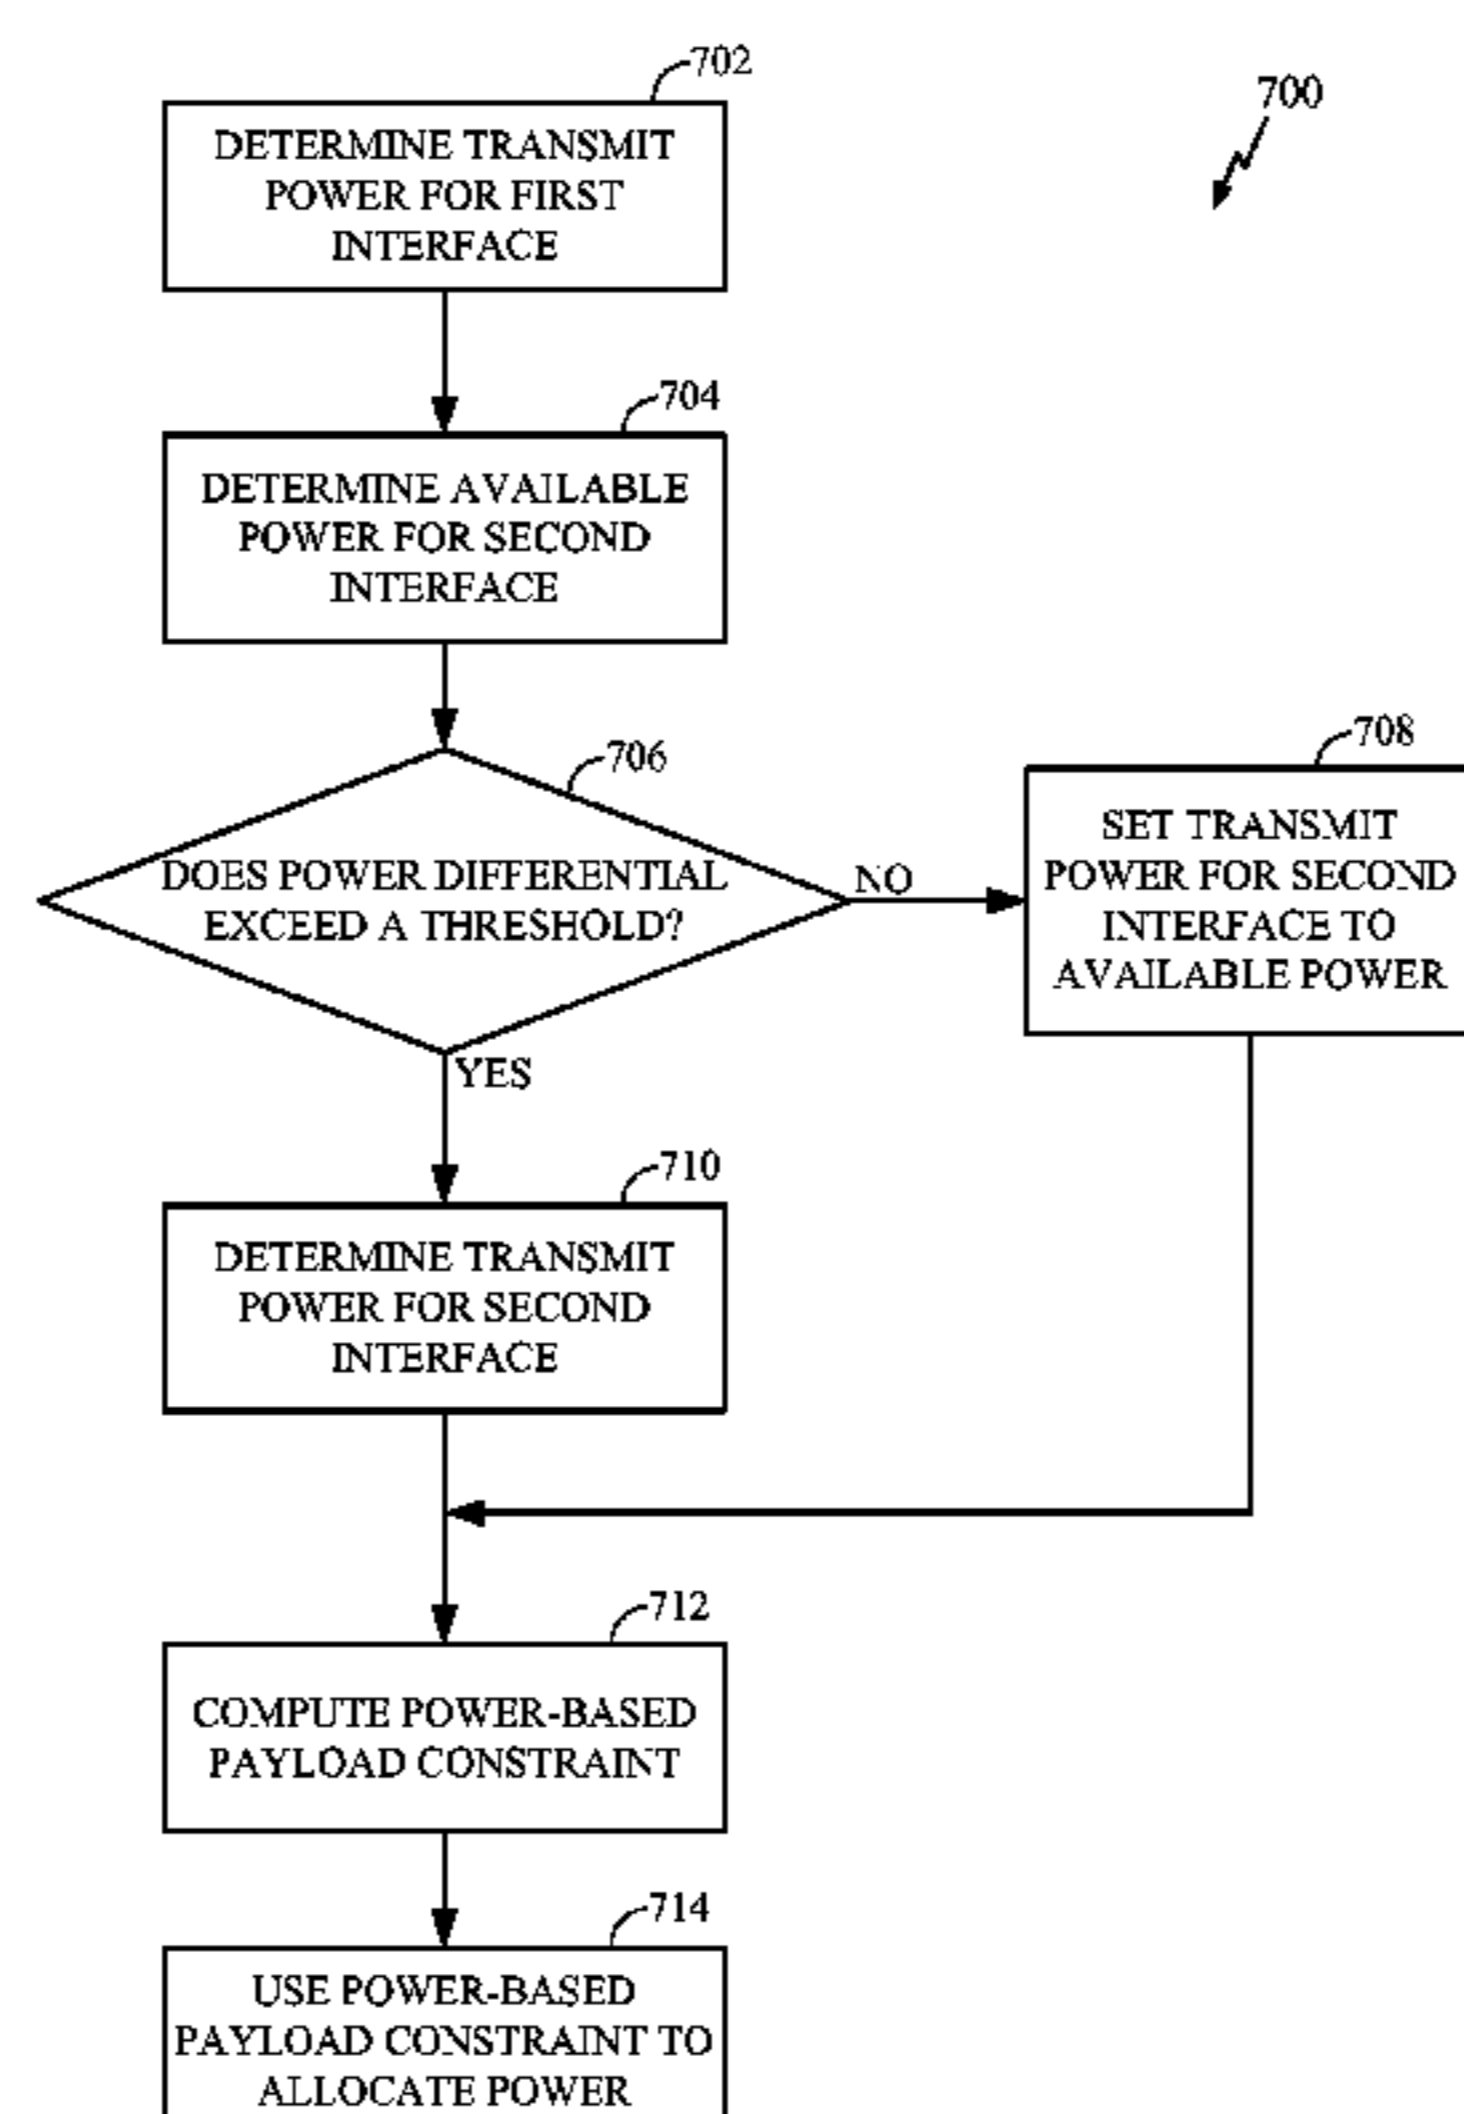 702
700
DETERMINE TRANSMIT
POWER FOR FIRST
INTERFACE
704
DETERMINE AVAILABLE
POWER FOR SECOND
INTERFACE
706
DOES POWER DIFFERENTIAL
EXCEED A THRESHOLD?
NO
708
SET TRANSMIT
POWER FOR SECOND
INTERFACE TO
AVAILABLE POWER
YES
710
DETERMINE TRANSMIT
POWER FOR SECOND
INTERFACE
712
COMPUTE POWER-BASED
PAYLOAD CONSTRAINT
714
USE POWER-BASED
PAYLOAD CONSTRAINT TO
ALLOCATE POWER